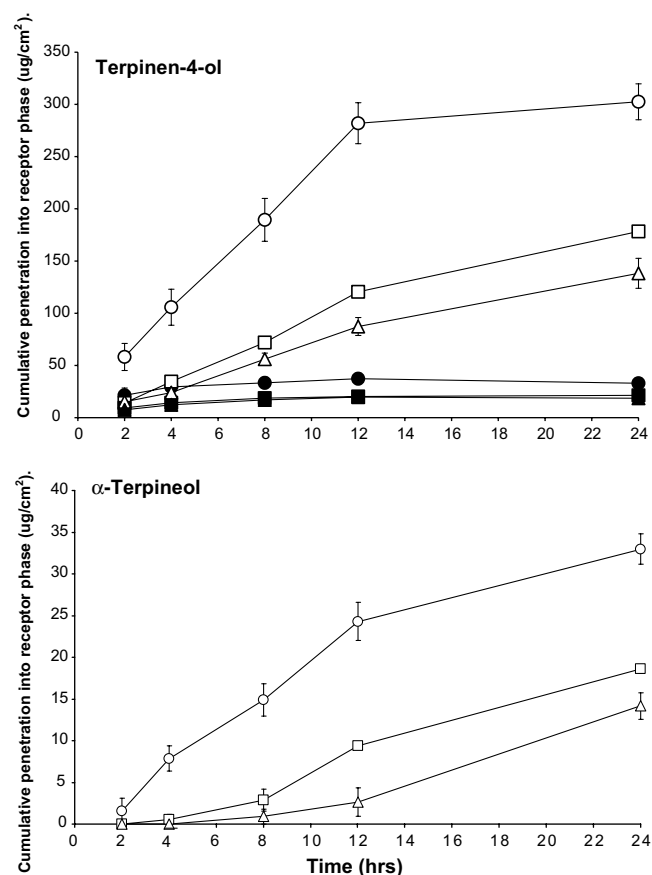 Terpinen-4-ol
Cumulative penetration into receptor phase (ug/cm²).
350
300
250
200
150
100
50
0
0 2 4 6 8 10 12 14 16 18 20 22 24
α-Terpineol
Cumulative penetration into receptor phase (ug/cm²).
40
35
30
25
20
15
10
5
0
0 2 4 6 8 10 12 14 16 18 20 22 24
Time (hrs)